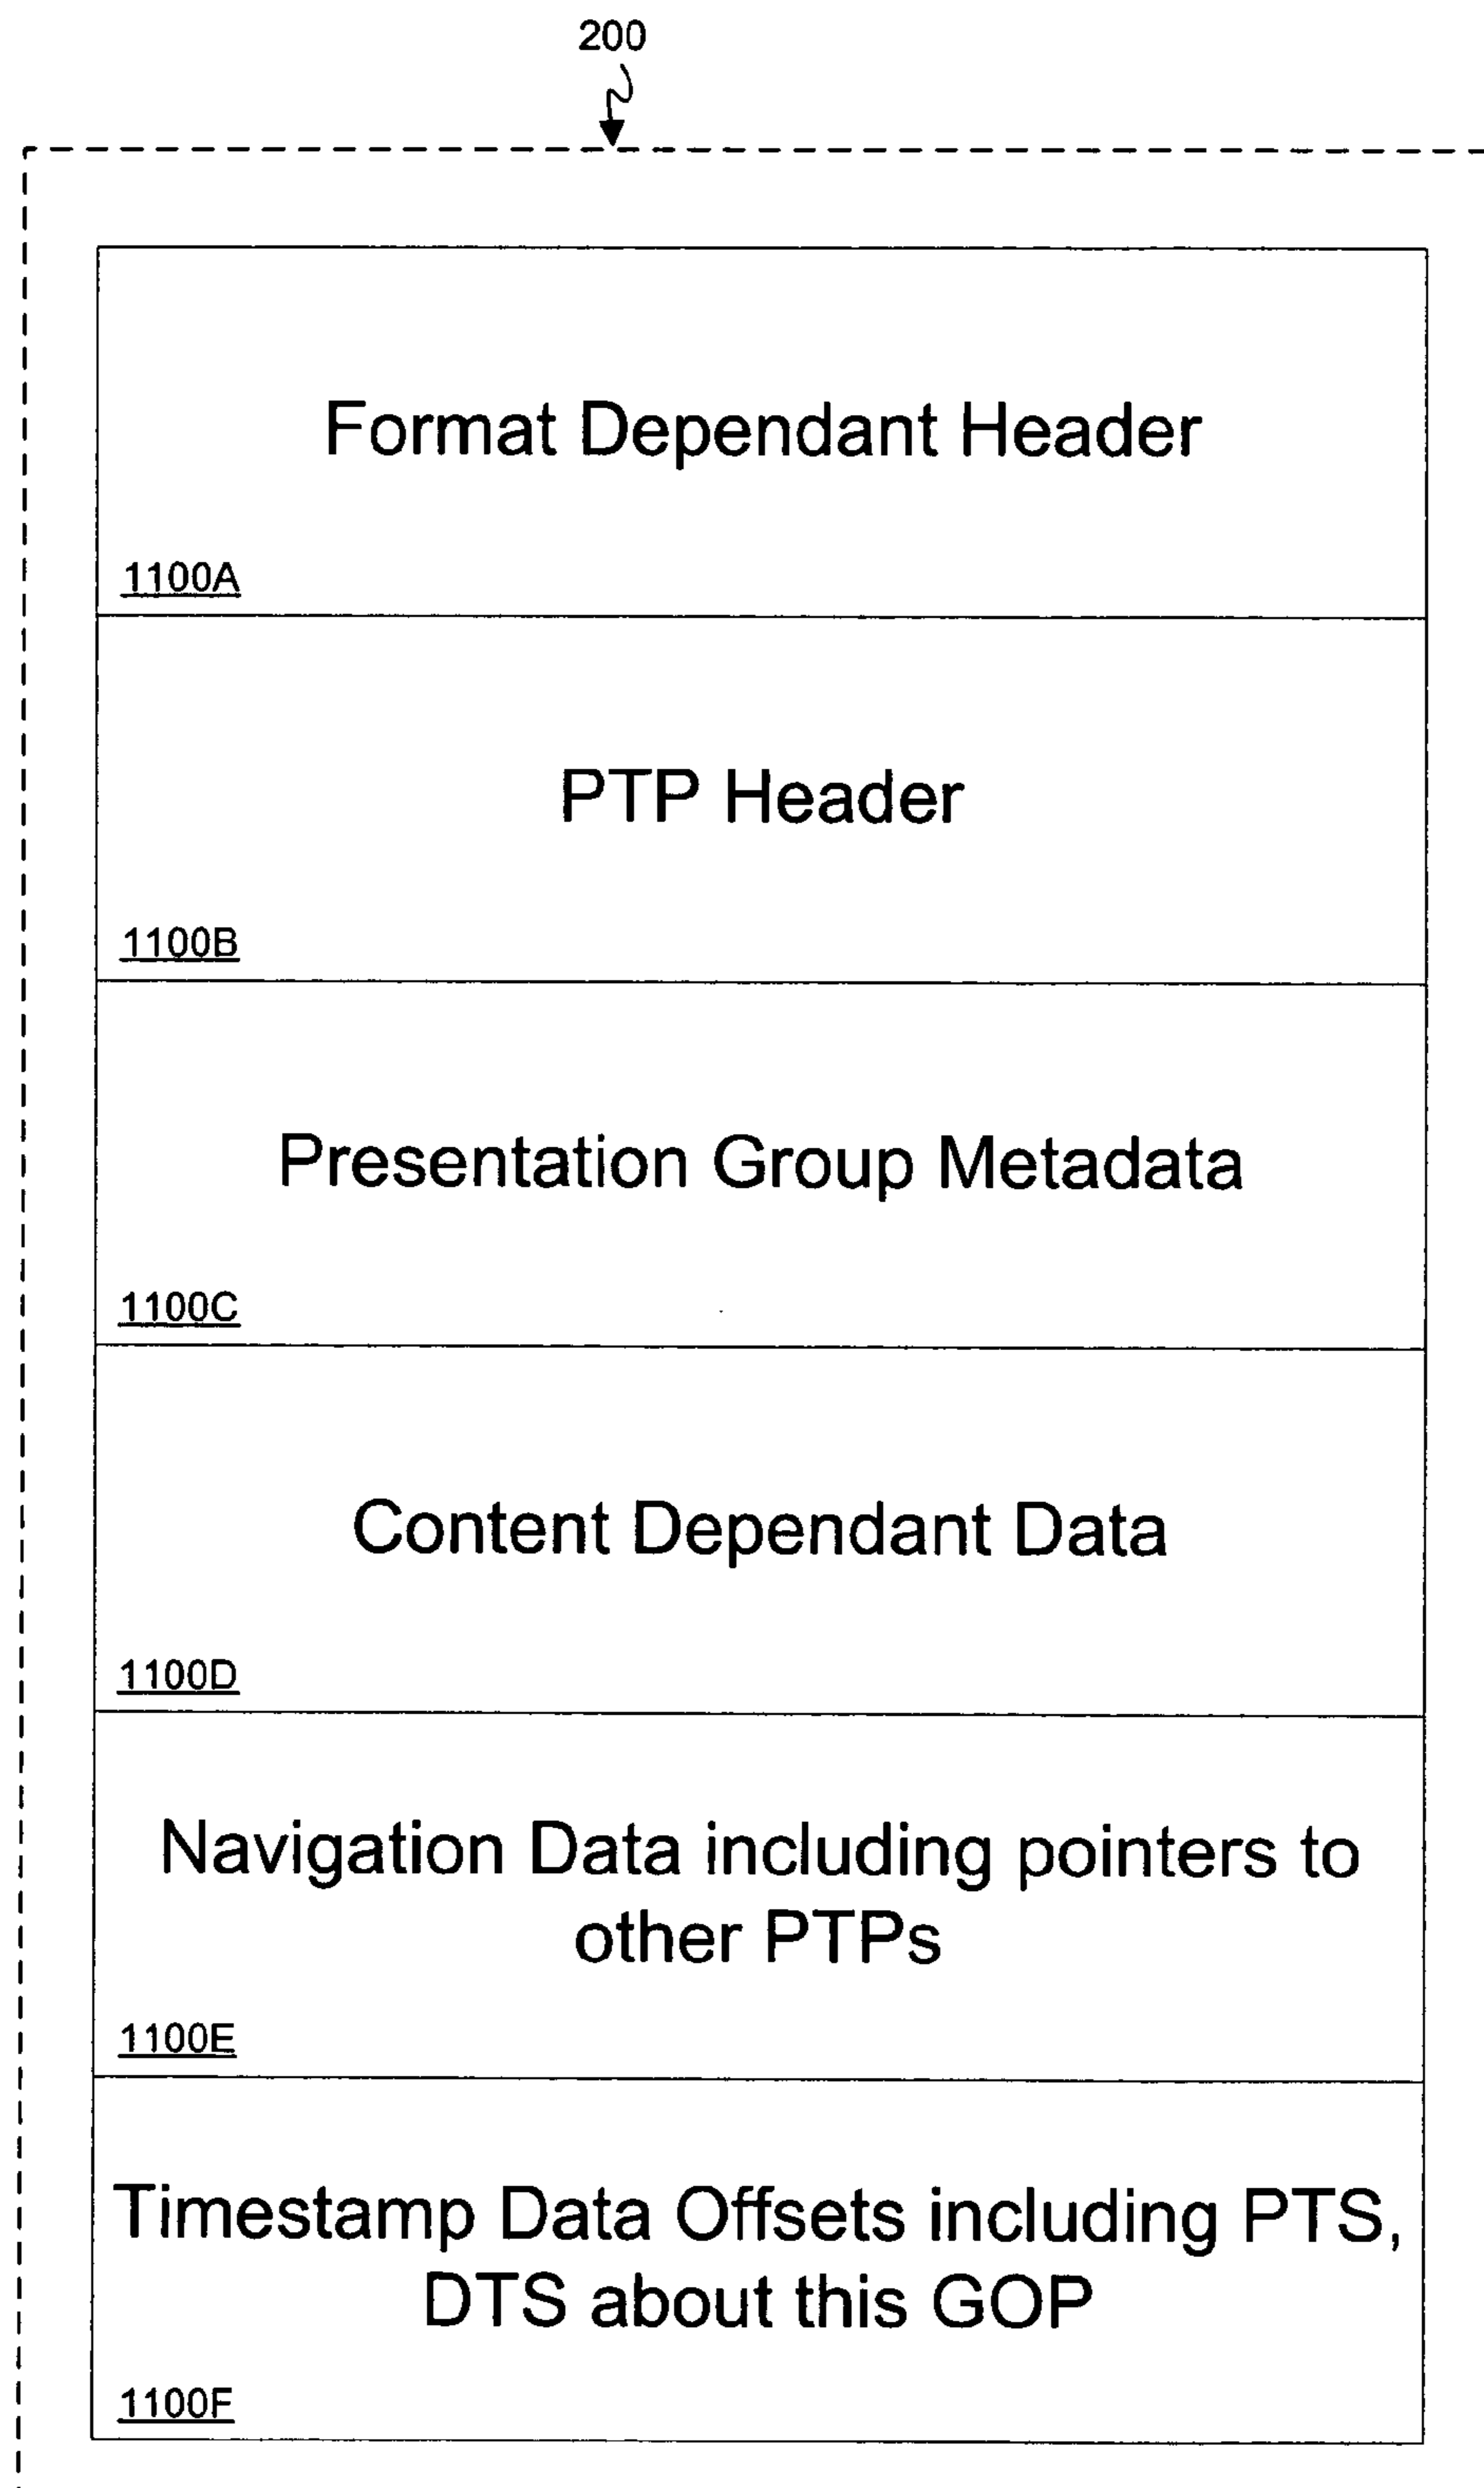 200
Format Dependant Header
1100A
PTP Header
1100B
Presentation Group Metadata
1100C
Content Dependant Data
1100D
Navigation Data including pointers to
other PTPs
1100E
Timestamp Data Offsets including PTS,
DTS about this GOP
1100F